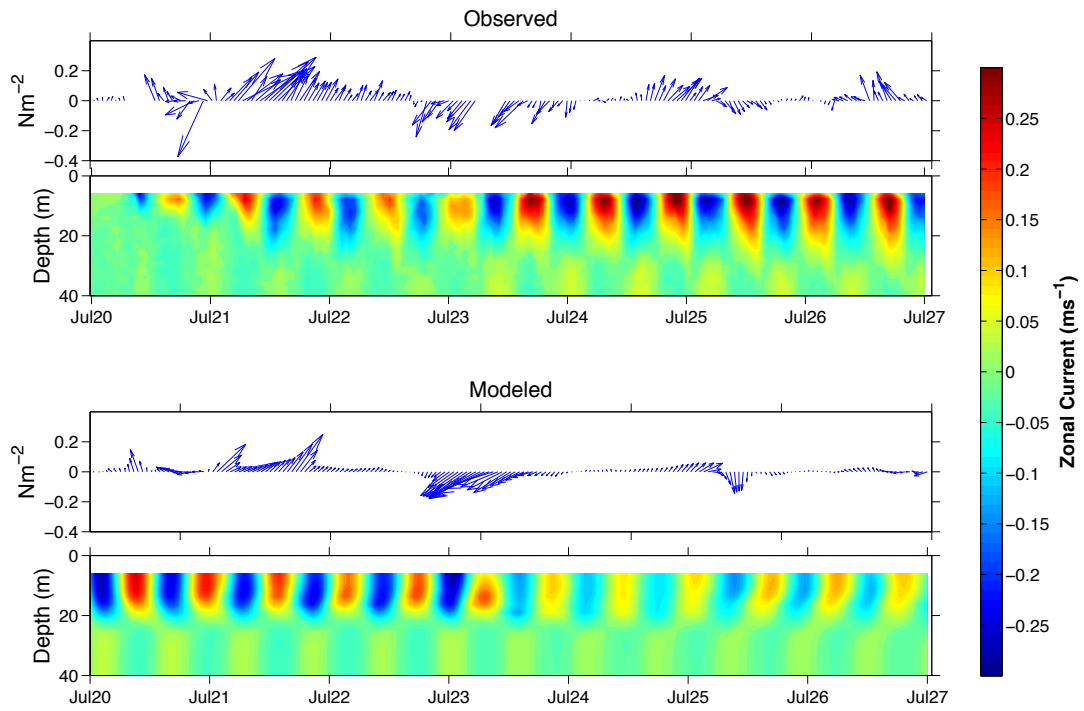 Observed
Nm⁻²
0.2
0
−0.2
−0.4
Depth (m)
0
20
40
Jul20 Jul21 Jul22 Jul23 Jul24 Jul25 Jul26 Jul27
Modeled
Nm⁻²
0.2
0
−0.2
−0.4
Depth (m)
0
20
40
Jul20 Jul21 Jul22 Jul23 Jul24 Jul25 Jul26 Jul27
0.25
0.2
0.15
0.1
0.05
0
−0.05
−0.1
−0.15
−0.2
−0.25
Zonal Current (ms⁻¹)